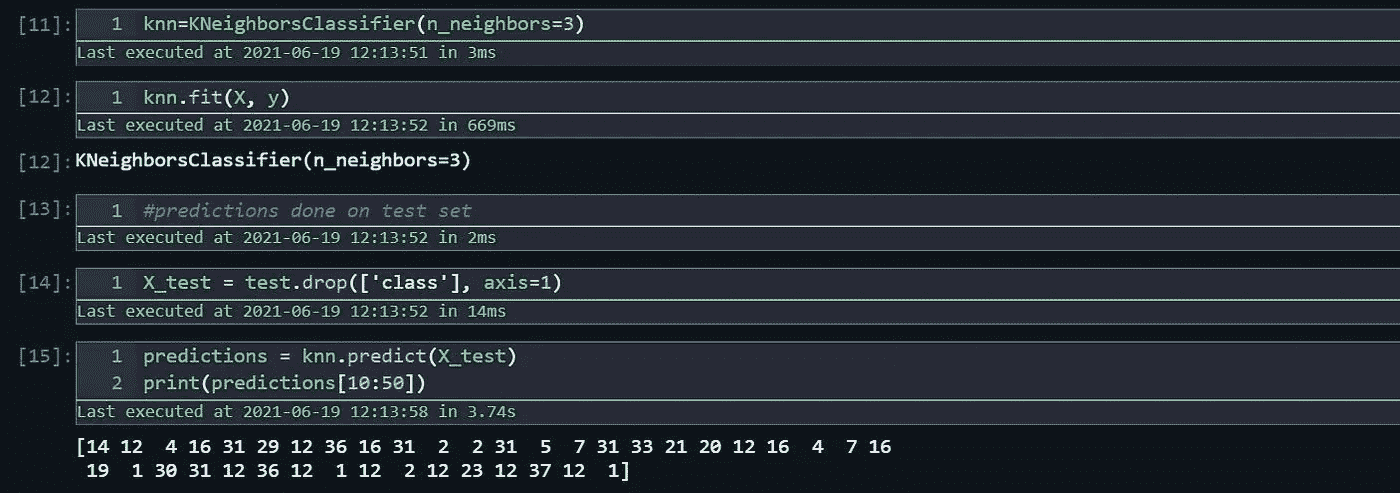 [11]: 1 knn=KNeighborsClassifier(n_neighbors=3)
Last executed at 2021-06-19 12:13:51 in 3ms
[12]: 1 knn.fit(X, y)
Last executed at 2021-06-19 12:13:52 in 669ms
[12]: KNeighborsClassifier(n_neighbors=3)
[13]: 1 #predictions done on test set
Last executed at 2021-06-19 12:13:52 in 2ms
[14]: 1 X_test = test.drop(['class'], axis=1)
Last executed at 2021-06-19 12:13:52 in 14ms
[15]: 1 predictions = knn.predict(X_test)
2 print(predictions[10:50])
Last executed at 2021-06-19 12:13:58 in 3.74s
[14 12  4 16 31 29 12 36 16 31  2  2 31  5  7 31 33 21 20 12 16  4  7 16
 19  1 30 31 12 36 12  1 12  2 12 23 12 37 12  1]